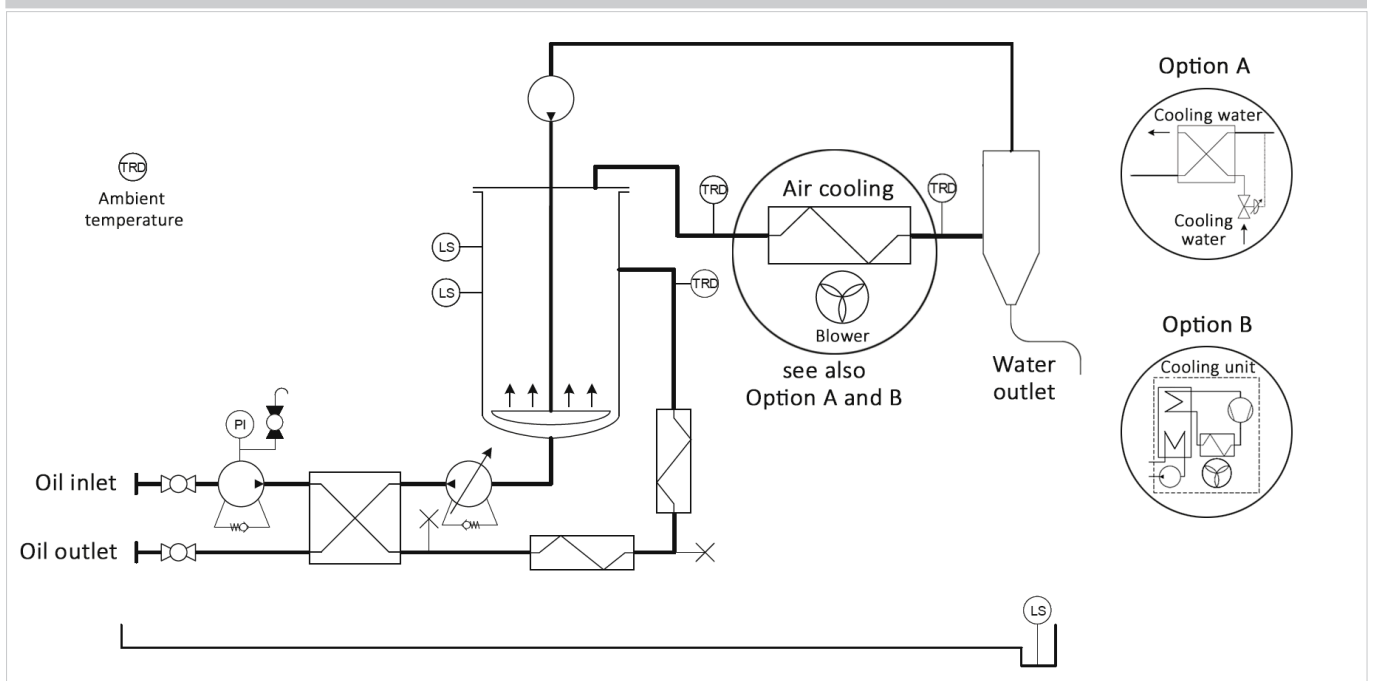 Option A
Cooling water
Cooling
water
TRD
Ambient
temperature
TRD
Air cooling
TRD
LS
LS
TRD
Blower
see also
Option A and B
Water
outlet
Option B
Cooling unit
PI
Oil inlet
Oil outlet
LS